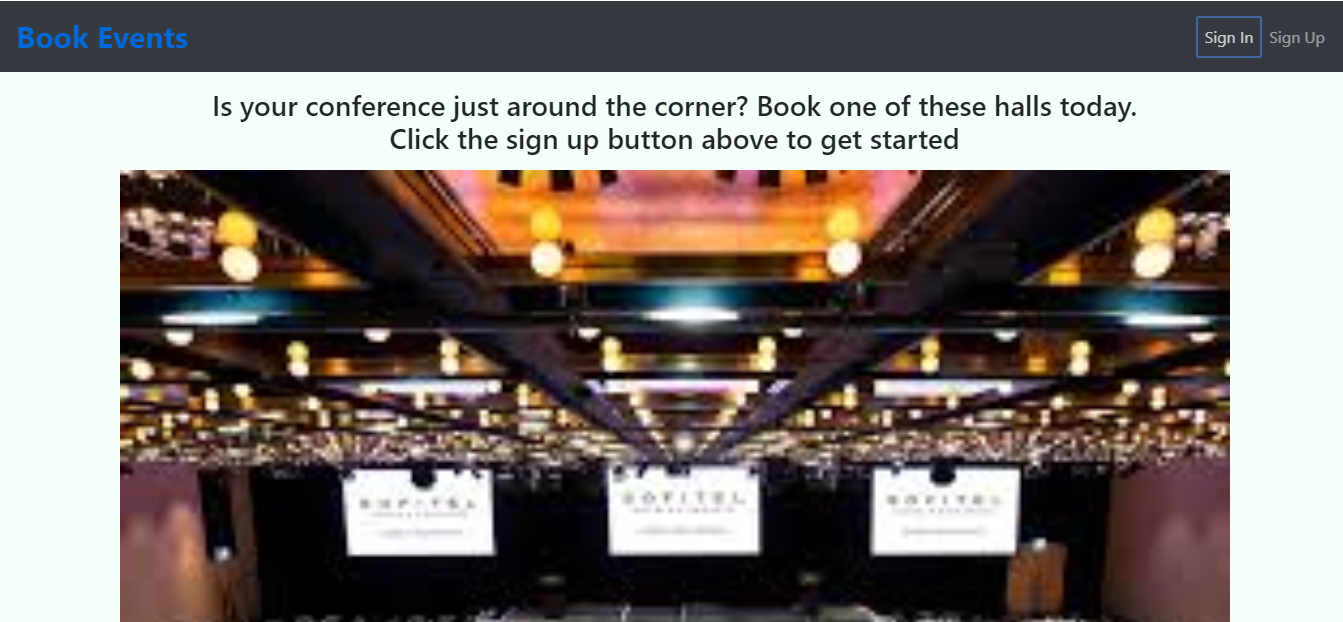 Book Events
Sign In Sign Up
Is your conference just around the corner? Book one of these halls today.
Click the sign up button above to get started
SOFITEL
SOFITEL
SOFITEL